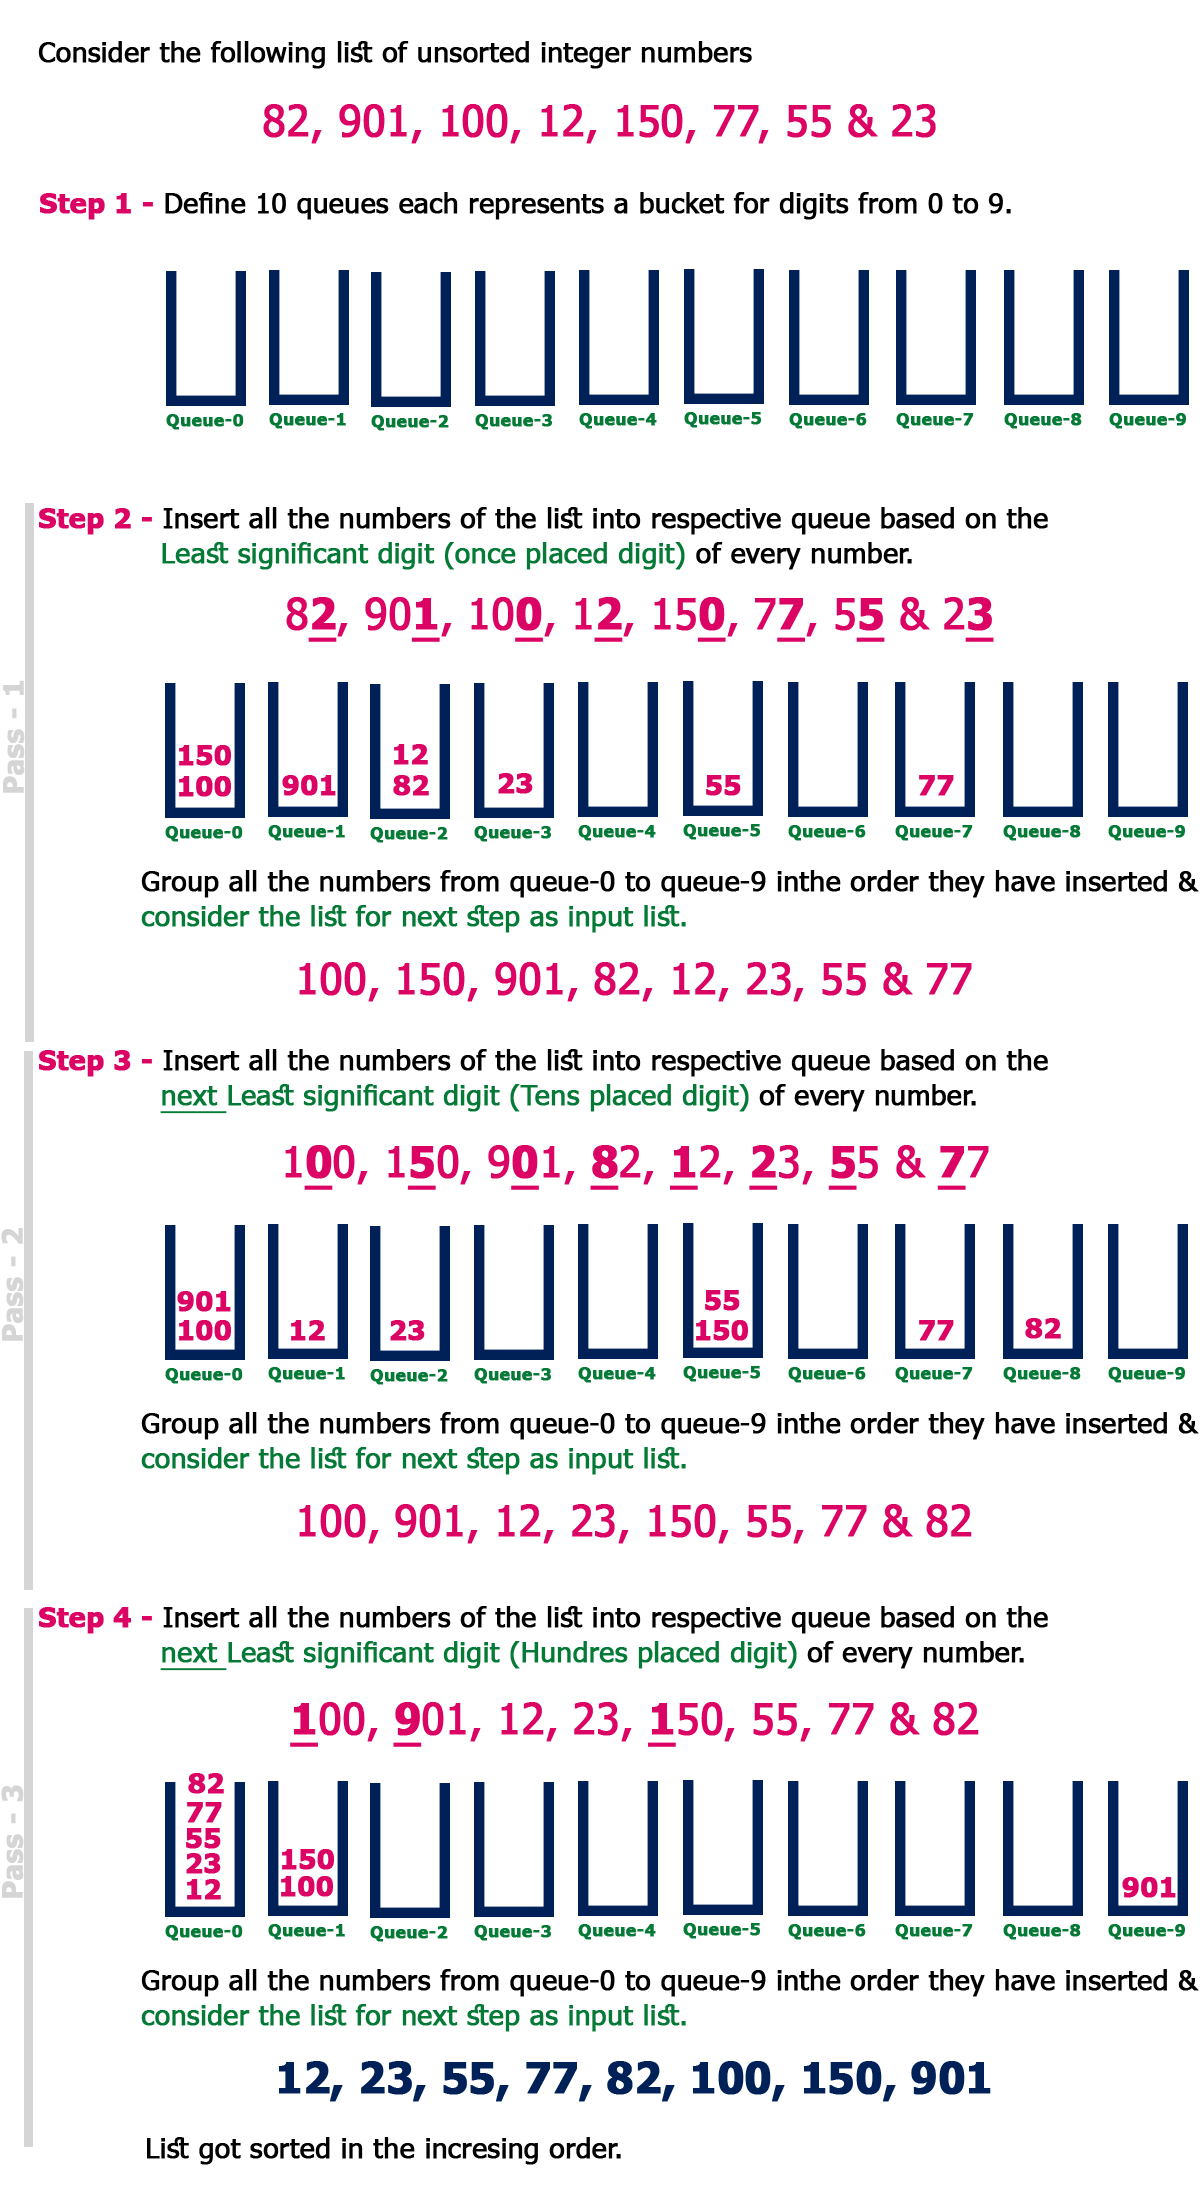 Consider the following list of unsorted integer numbers
82, 901, 100, 12, 150, 77, 55 & 23
Step 1 - Define 10 queues each represents a bucket for digits from 0 to 9.
Queue-0 Queue-1 Queue-2 Queue-3 Queue-4 Queue-5 Queue-6 Queue-7 Queue-8 Queue-9
Pass - 1
Step 2 - Insert all the numbers of the list into respective queue based on the
Least significant digit (once placed digit) of every number.
82, 901, 100, 12, 150, 77, 55 & 23
150 12
100 901 82 23 55 77
Queue-0 Queue-1 Queue-2 Queue-3 Queue-4 Queue-5 Queue-6 Queue-7 Queue-8 Queue-9
Group all the numbers from queue-0 to queue-9 inthe order they have inserted &
consider the list for next step as input list.
100, 150, 901, 82, 12, 23, 55 & 77
Pass - 2
Step 3 - Insert all the numbers of the list into respective queue based on the
next Least significant digit (Tens placed digit) of every number.
100, 150, 901, 82, 12, 23, 55 & 77
901 55
100 12 23 150 77 82
Queue-0 Queue-1 Queue-2 Queue-3 Queue-4 Queue-5 Queue-6 Queue-7 Queue-8 Queue-9
Group all the numbers from queue-0 to queue-9 inthe order they have inserted &
consider the list for next step as input list.
100, 901, 12, 23, 150, 55, 77 & 82
Pass - 3
Step 4 - Insert all the numbers of the list into respective queue based on the
next Least significant digit (Hundres placed digit) of every number.
100, 901, 12, 23, 150, 55, 77 & 82
82
77
55
23 150
12 100 901
Queue-0 Queue-1 Queue-2 Queue-3 Queue-4 Queue-5 Queue-6 Queue-7 Queue-8 Queue-9
Group all the numbers from queue-0 to queue-9 inthe order they have inserted &
consider the list for next step as input list.
12, 23, 55, 77, 82, 100, 150, 901
List got sorted in the incresing order.